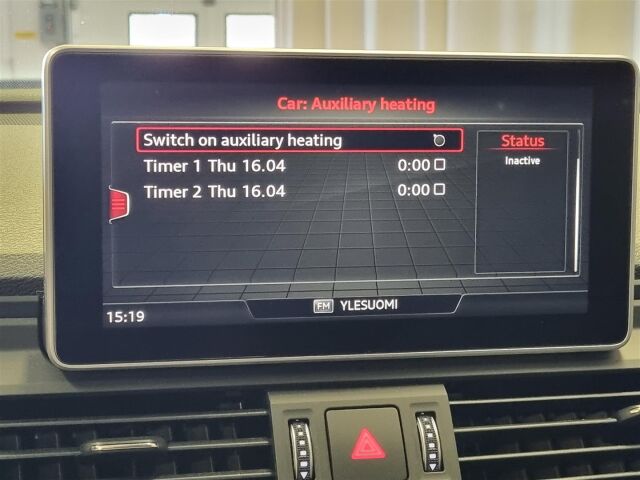 Car: Auxiliary heating
Switch on auxiliary heating
Timer 1 Thu 16.04 0:00
Timer 2 Thu 16.04 0:00
Status
Inactive
15:19
FM YLESUOMI